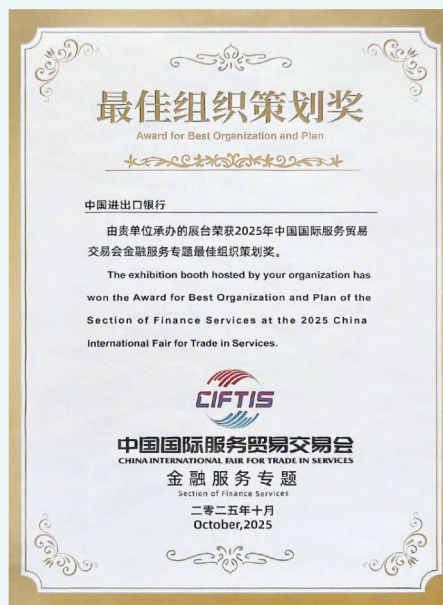 最佳组织策划奖
Award for Best Organization and Plan
中国进出口银行
由贵单位承办的展台荣获2025年中国国际服务贸易
交易会金融服务专题最佳组织策划奖。
The exhibition booth hosted by your organization has
won the Award for Best Organization and Plan of the
Section of Finance Services at the 2025 China
International Fair for Trade in Services.
CIFTIS
中国国际服务贸易交易会
CHINA INTERNATIONAL FAIR FOR TRADE IN SERVICES
金融服务专题
Section of Finance Services
二零二五年十月
October,2025